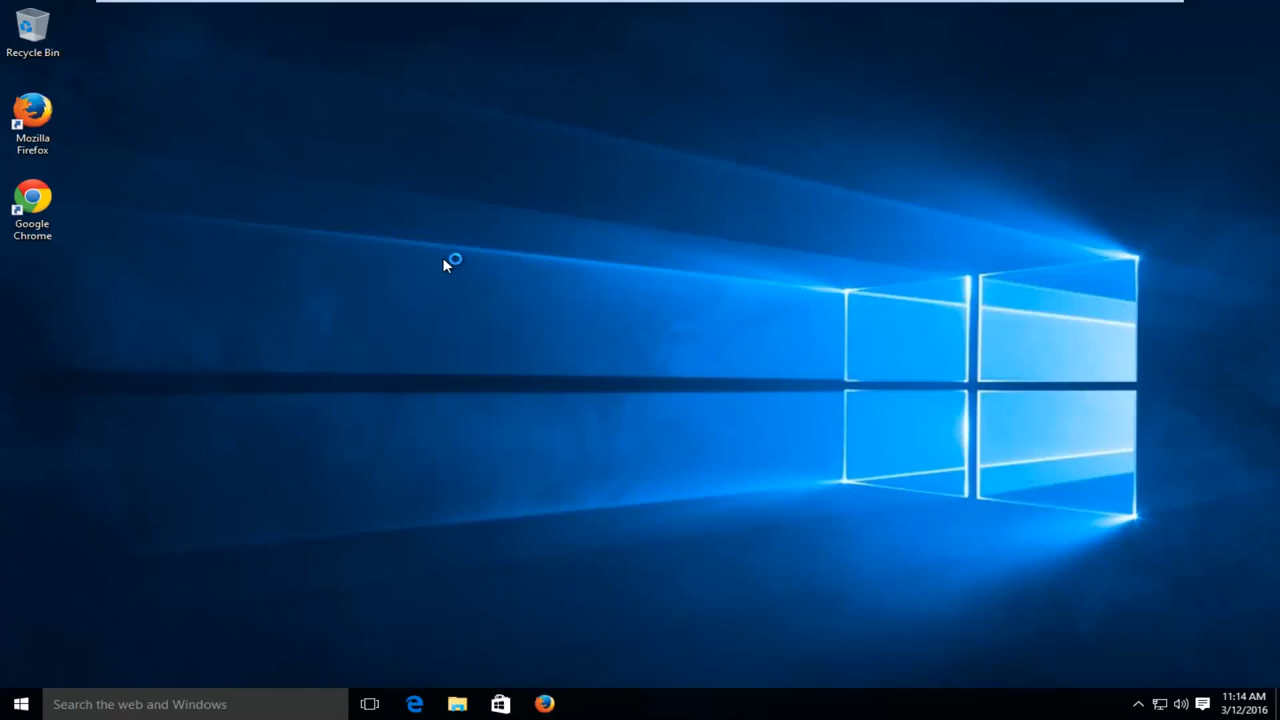 Recycle Bin
Mozilla
Firefox
Google
Chrome
Search the web and Windows
11:14 AM
3/12/2016